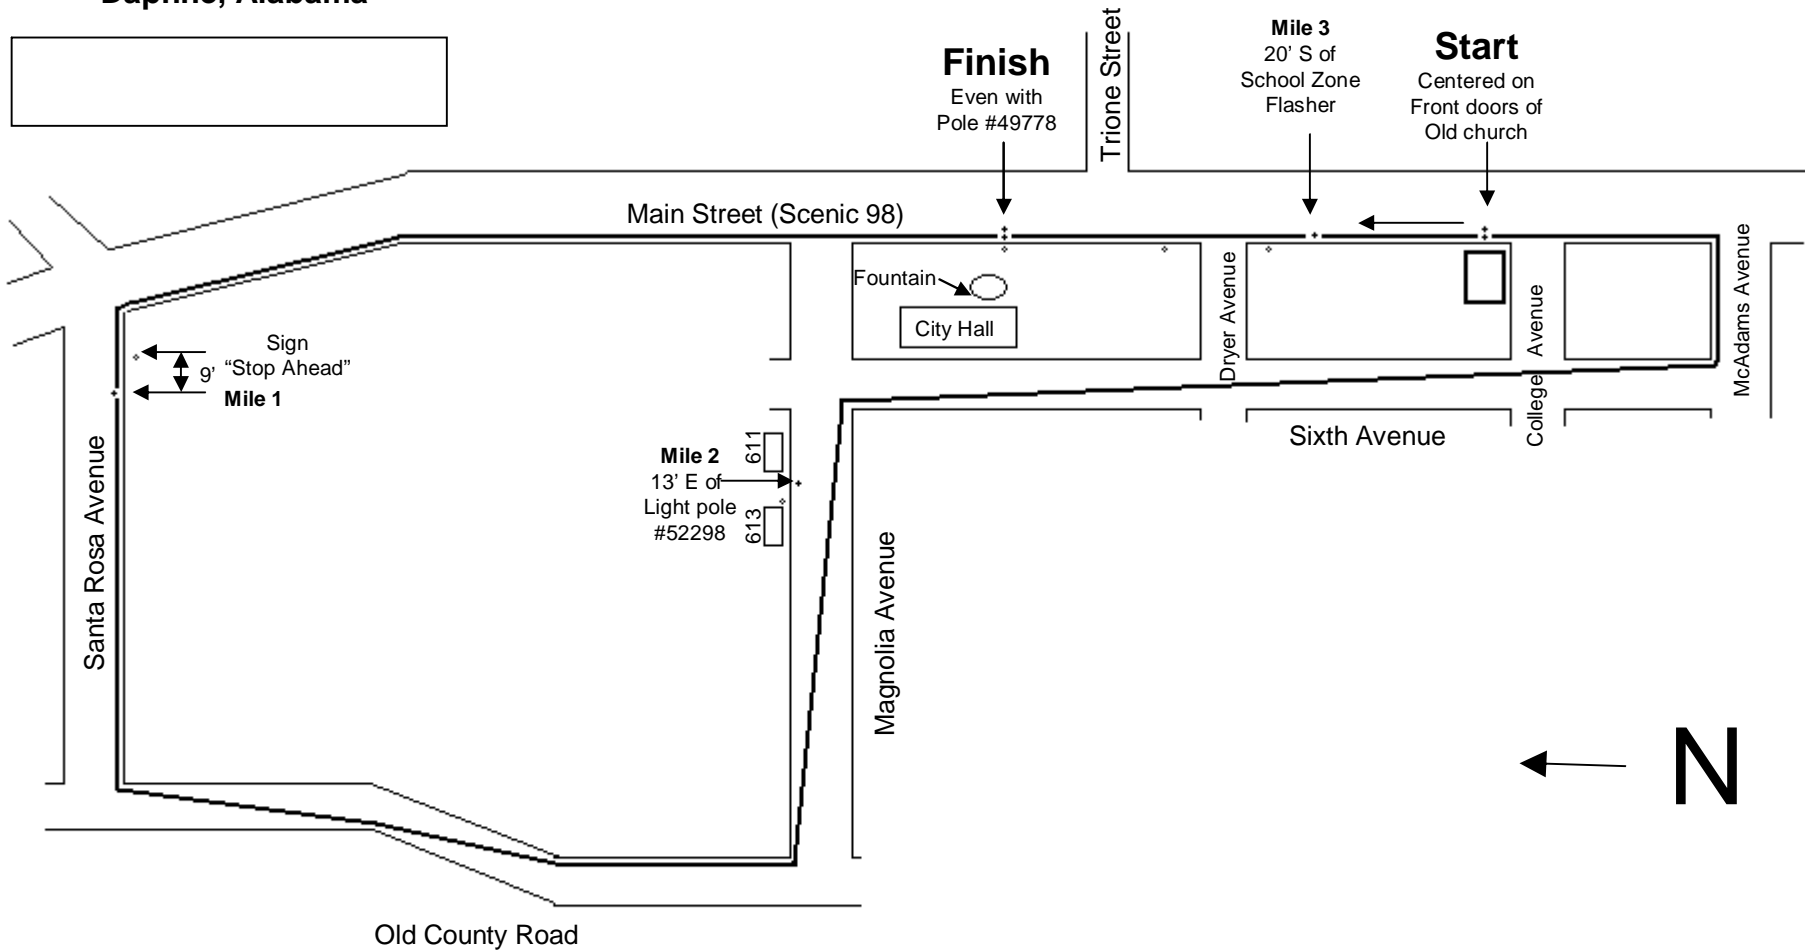 Daphne, Alabama
Finish
Even with
Pole #49778
Trione Street
Mile 3
20' S of
School Zone
Flasher
Start
Centered on
Front doors of
Old church
Main Street (Scenic 98)
Fountain
City Hall
Dryer Avenue
College Avenue
McAdams Avenue
Sign
"Stop Ahead"
9'
Mile 1
Santa Rosa Avenue
Sixth Avenue
Mile 2
13' E of
Light pole
#52298
611
613
Magnolia Avenue
N
Old County Road